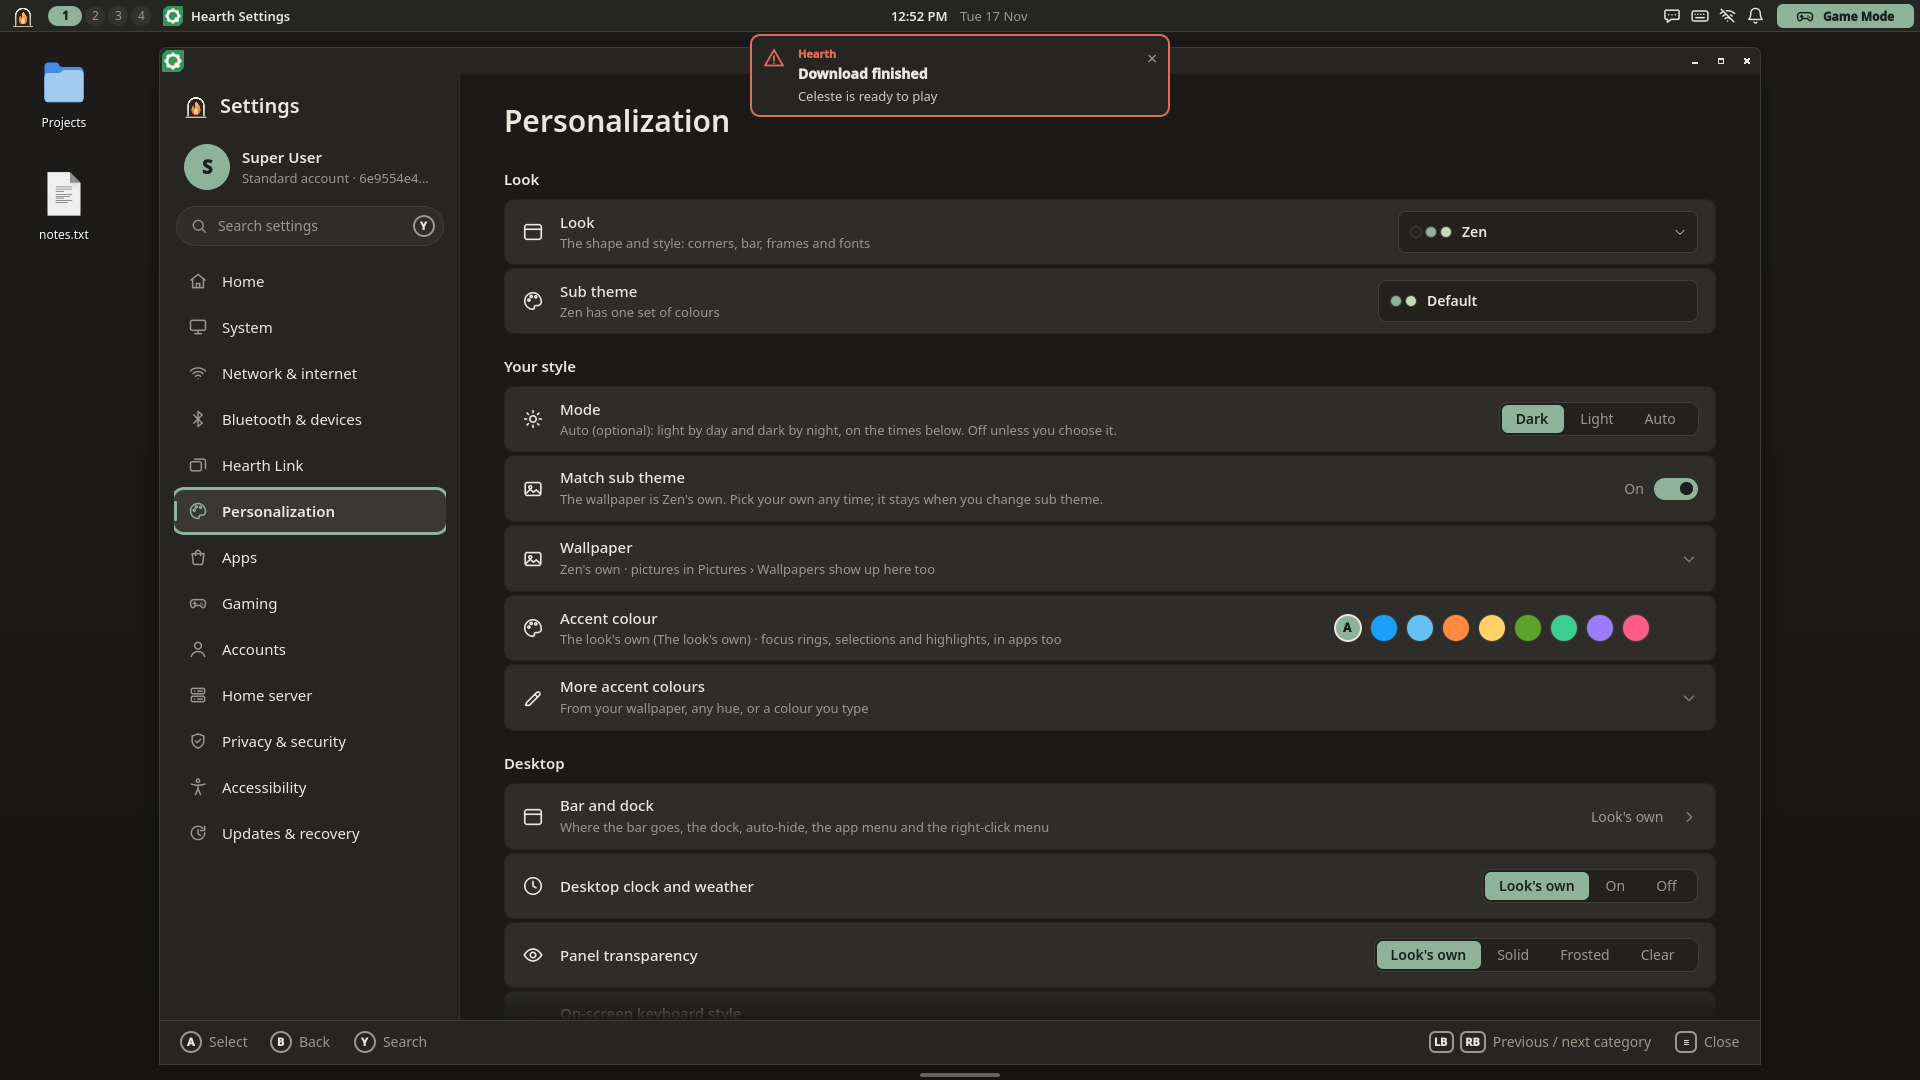 1 2 3 4 Hearth Settings
12:52 PM Tue 17 Nov
Game Mode
Projects
notes.txt
Hearth
Download finished
Celeste is ready to play
Settings
S
Super User
Standard account · 6e9554e4...
Search settings Y
Home
System
Network & internet
Bluetooth & devices
Hearth Link
Personalization
Apps
Gaming
Accounts
Home server
Privacy & security
Accessibility
Updates & recovery
Personalization
Look
Look
The shape and style: corners, bar, frames and fonts
Zen
Sub theme
Zen has one set of colours
Default
Your style
Mode
Auto (optional): light by day and dark by night, on the times below. Off unless you choose it.
Dark Light Auto
Match sub theme
The wallpaper is Zen's own. Pick your own any time; it stays when you change sub theme.
On
Wallpaper
Zen's own · pictures in Pictures › Wallpapers show up here too
Accent colour
The look's own (The look's own) · focus rings, selections and highlights, in apps too
A
More accent colours
From your wallpaper, any hue, or a colour you type
Desktop
Bar and dock
Where the bar goes, the dock, auto-hide, the app menu and the right-click menu
Look's own
Desktop clock and weather
Look's own On Off
Panel transparency
Look's own Solid Frosted Clear
On-screen keyboard style
A Select B Back Y Search
LB RB Previous / next category Close